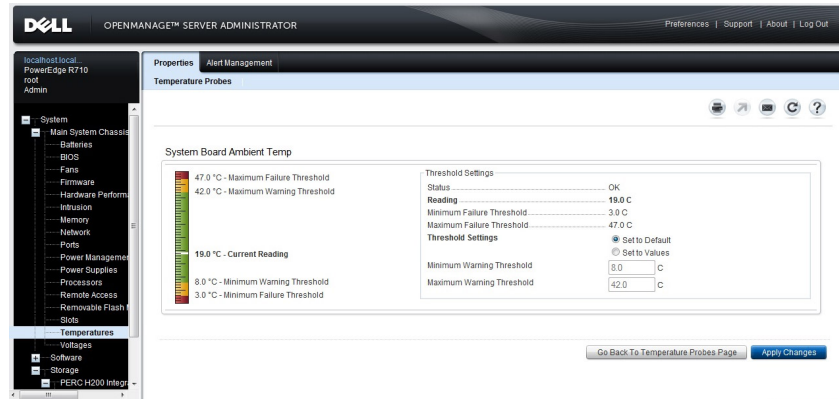 DELL OPENMANAGE™ SERVER ADMINISTRATOR
Preferences | Support | About | Log Out
localhost.local...
PowerEdge R710
root
Admin
System
Main System Chassis
Batteries
BIOS
Fans
Firmware
Hardware Performa
Intrusion
Memory
Network
Ports
Power Managemen
Power Supplies
Processors
Remote Access
Removable Flash M
Slots
Temperatures
Voltages
Software
Storage
PERC H200 Integra
Properties Alert Management
Temperature Probes
System Board Ambient Temp
47.0 °C - Maximum Failure Threshold
42.0 °C - Maximum Warning Threshold
19.0 °C - Current Reading
8.0 °C - Minimum Warning Threshold
3.0 °C - Minimum Failure Threshold
Threshold Settings
Status OK
Reading 19.0 C
Minimum Failure Threshold 3.0 C
Maximum Failure Threshold 47.0 C
Threshold Settings Set to Default
Set to Values
Minimum Warning Threshold 8.0 C
Maximum Warning Threshold 42.0 C
Go Back To Temperature Probes Page Apply Changes